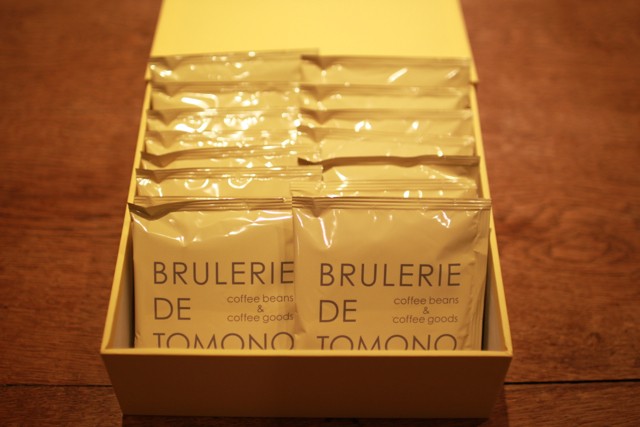 BRULERIE
DE
coffee beans
&
coffee goods
TOMONO
BRULERIE
DE
coffee beans
&
coffee goods
TOMONO